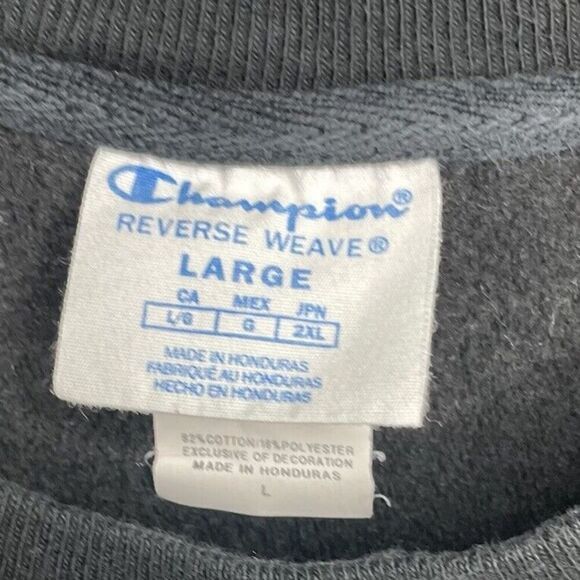 Champion®
REVERSE WEAVE®
LARGE
CA MEX JPN
L/G G 2XL
MADE IN HONDURAS
FABRIQUÉ AU HONDURAS
HECHO EN HONDURAS
82%COTTON/18%POLYESTER
EXCLUSIVE OF DECORATION
MADE IN HONDURAS
L